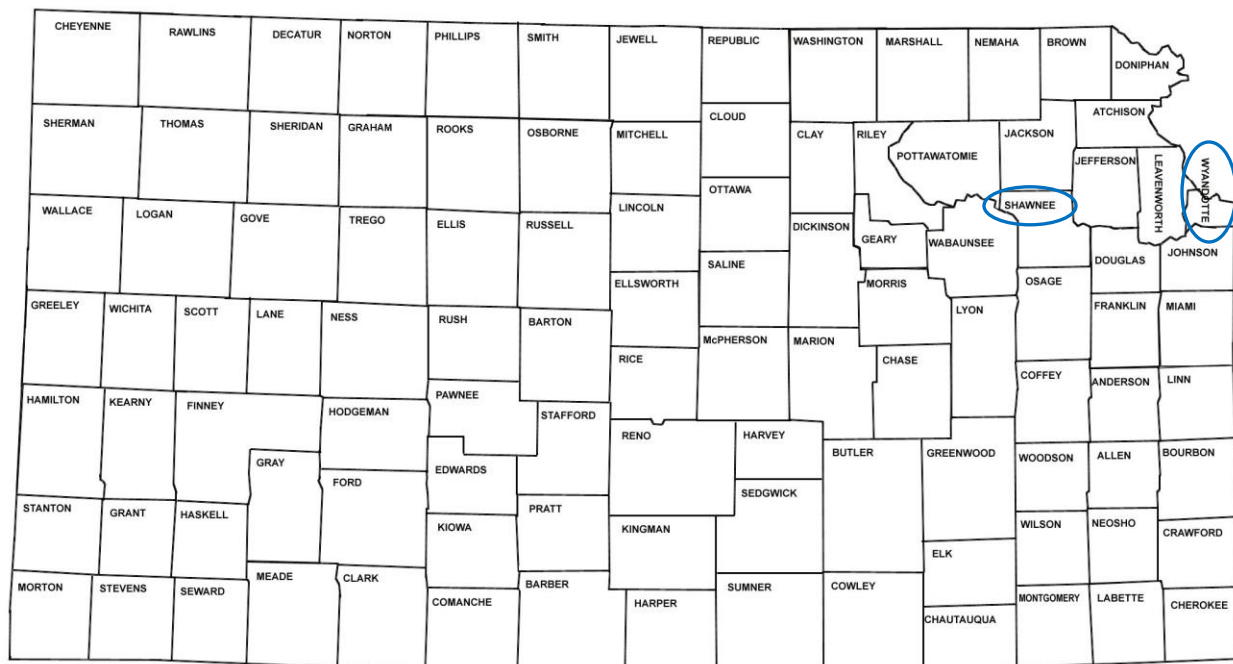 CHEYENNE
RAWLINS
DECATUR
NORTON
PHILLIPS
SMITH
JEWELL
REPUBLIC
WASHINGTON
MARSHALL
NEMAHA
BROWN
DONIPHAN
SHERMAN
THOMAS
SHERIDAN
GRAHAM
ROOKS
OSBORNE
MITCHELL
CLOUD
CLAY
RILEY
POTTAWATOMIE
JACKSON
ATCHISON
JEFFERSON
LEAVENWORTH
WYANDOTTE
WALLACE
LOGAN
GOVE
TREGO
ELLIS
RUSSELL
LINCOLN
OTTAWA
DICKINSON
GEARY
WABAUNSEE
SHAWNEE
DOUGLAS
JOHNSON
ELLSWORTH
SALINE
MORRIS
OSAGE
GREELEY
WICHITA
SCOTT
LANE
NESS
RUSH
BARTON
RICE
McPHERSON
MARION
CHASE
LYON
FRANKLIN
MIAMI
HAMILTON
KEARNY
FINNEY
HODGEMAN
PAWNEE
STAFFORD
RENO
HARVEY
BUTLER
GREENWOOD
COFFEY
ANDERSON
LINN
GRAY
FORD
EDWARDS
SEDGWICK
WOODSON
ALLEN
BOURBON
STANTON
GRANT
HASKELL
KIOWA
PRATT
KINGMAN
ELK
WILSON
NEOSHO
CRAWFORD
MORTON
STEVENS
SEWARD
MEADE
CLARK
COMANCHE
BARBER
HARPER
SUMNER
COWLEY
CHAUTAUQUA
MONTGOMERY
LABETTE
CHEROKEE